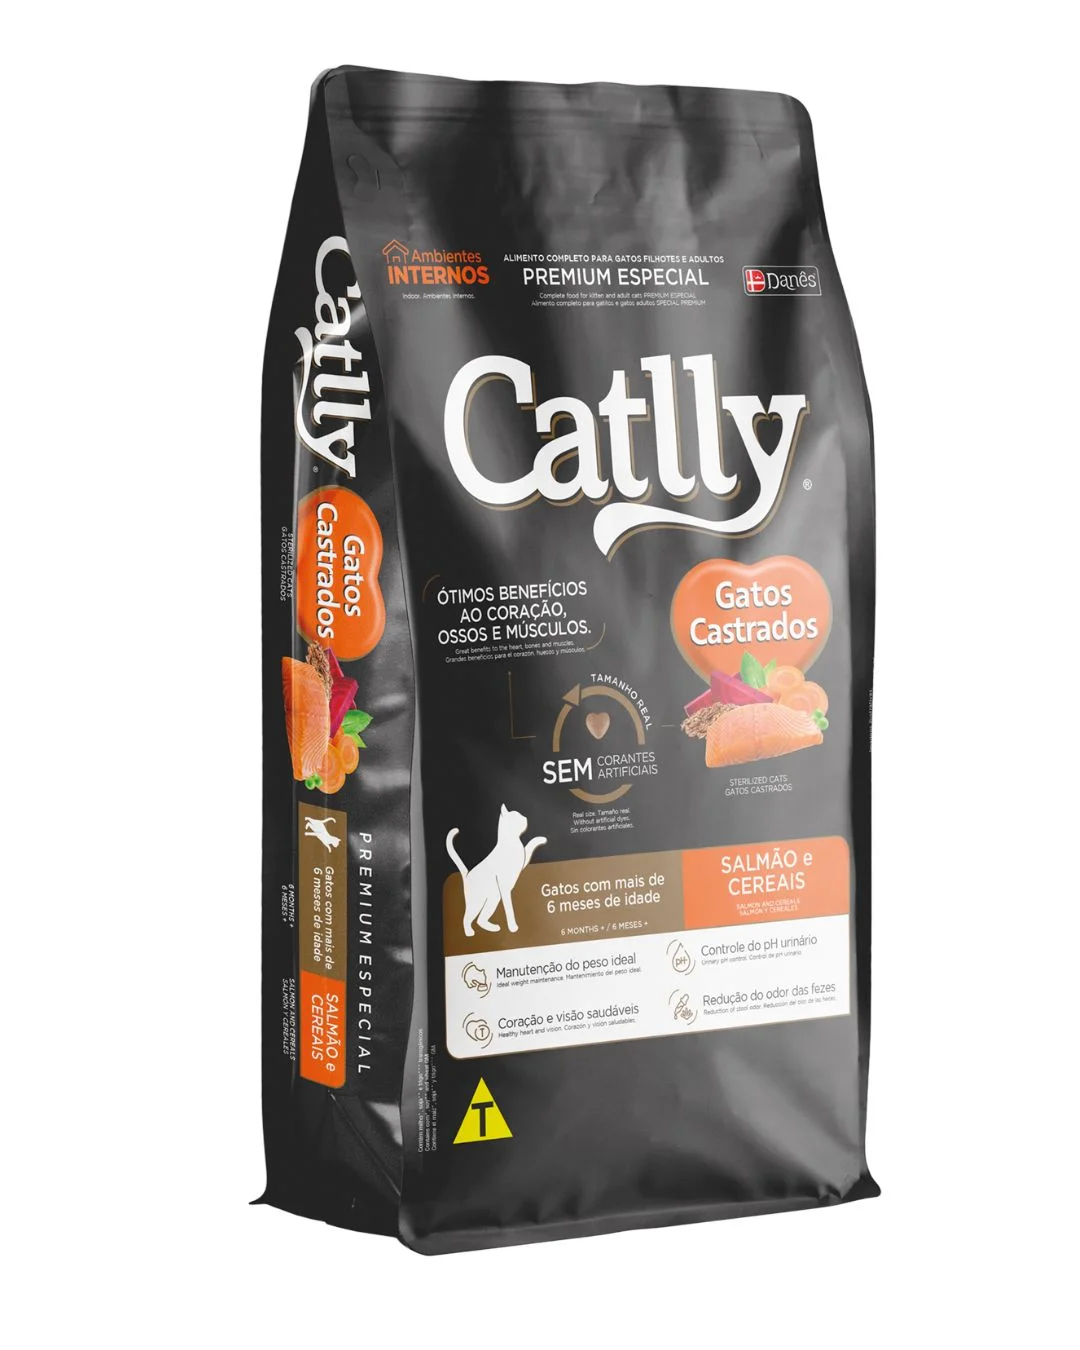 Ambientes
INTERNOS
Indoor. Ambientes internos.
ALIMENTO COMPLETO PARA GATOS FILHOTES E ADULTOS
PREMIUM ESPECIAL
Complete food for kitten and adult cats PREMIUM ESPECIAL
Alimento completo para gatitos e gatos adultos SPECIAL PREMIUM
Danês
Catlly
®
ÓTIMOS BENEFÍCIOS
AO CORAÇÃO,
OSSOS E MÚSCULOS.
Great benefits to the heart, bones and muscles.
Grandes beneficios para el corazón, huesos y músculos.
Gatos
Castrados
TAMANHO REAL
SEM CORANTES
ARTIFICIAIS
Real size. Tamaño real.
Without artificial dyes.
Sin colorantes artificiales.
STERILIZED CATS
GATOS CASTRADOS
Gatos com mais de
6 meses de idade
6 MONTHS + / 6 MESES +
SALMÃO e
CEREAIS
SALMON AND CEREALS
SALMÓN Y CEREALES
Manutenção do peso ideal
Ideal weight maintenance. Mantenimiento del peso ideal.
Controle do pH urinário
Urinary pH control. Control de pH urinario.
pH
Coração e visão saudáveis
Healthy heart and vision. Corazón y visión saludables.
T
Redução do odor das fezes
Reduction of stool odor. Reducción del olor de las heces.
T
Catlly
®
Gatos
Castrados
STERILIZED CATS
GATOS CASTRADOS
PREMIUM ESPECIAL
Gatos com mais de
6 meses de idade
6 MONTHS +
6 MESES +
SALMÃO e
CEREAIS
SALMON AND CEREALS
SALMÓN Y CEREALES